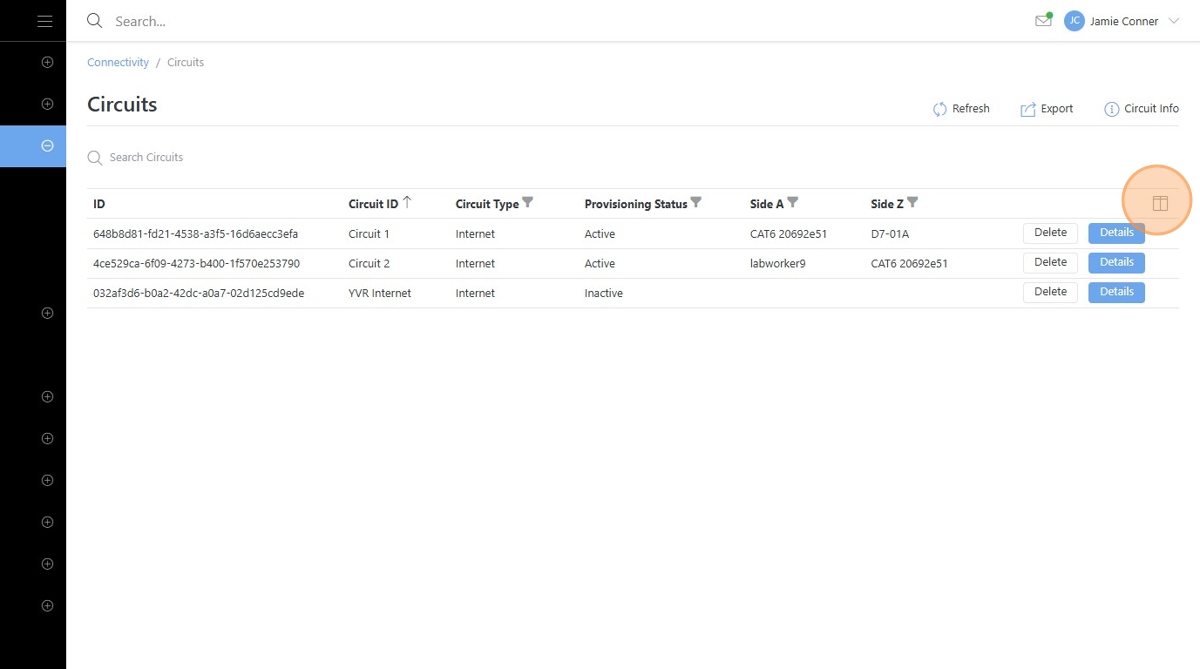 Search...
JC Jamie Conner
Connectivity / Circuits
Circuits
Refresh Export Circuit Info
Search Circuits
ID Circuit ID Circuit Type Provisioning Status Side A Side Z
648b8d81-fd21-4538-a3f5-16d6aecc3efa Circuit 1 Internet Active CAT6 20692e51 D7-01A Delete Details
4ce529ca-6f09-4273-b400-1f570e253790 Circuit 2 Internet Active labworker9 CAT6 20692e51 Delete Details
032af3d6-b0a2-42dc-a0a7-02d125cd9ede YVR Internet Internet Inactive Delete Details